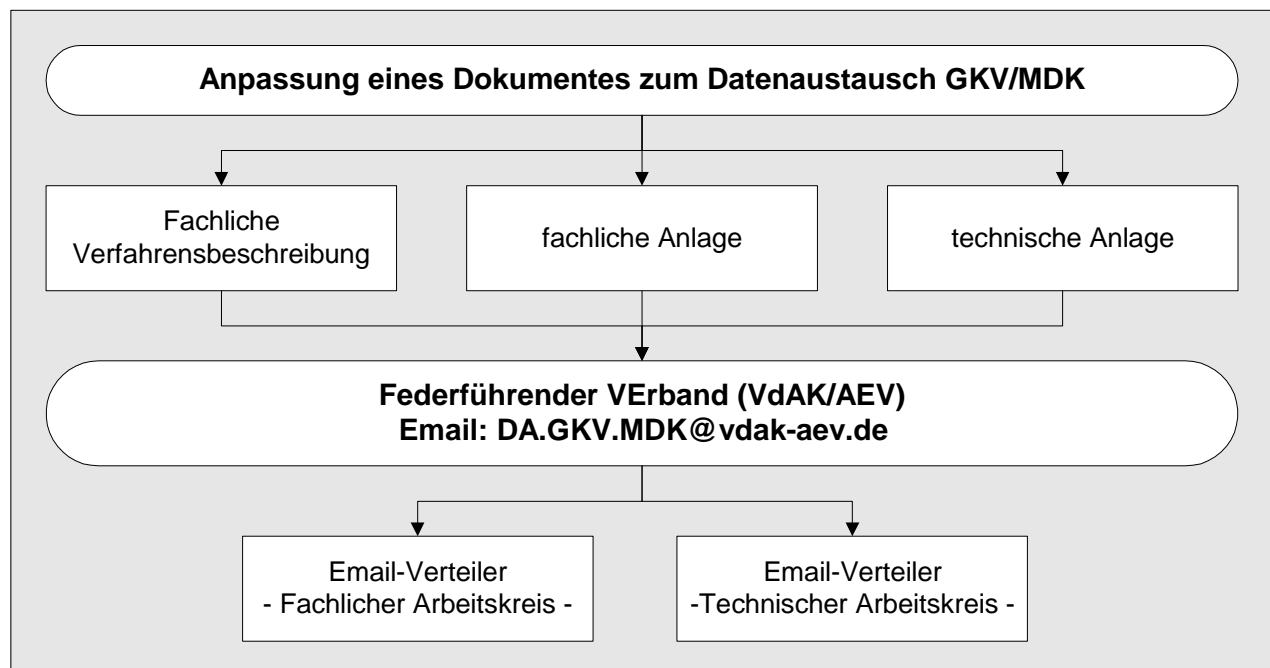 Anpassung eines Dokumentes zum Datenaustausch GKV/MDK
Fachliche
Verfahrensbeschreibung
fachliche Anlage
technische Anlage
Federführender VErband (VdAK/AEV)
Email: DA.GKV.MDK@vdak-aev.de
Email-Verteiler
- Fachlicher Arbeitskreis -
Email-Verteiler
-Technischer Arbeitskreis -